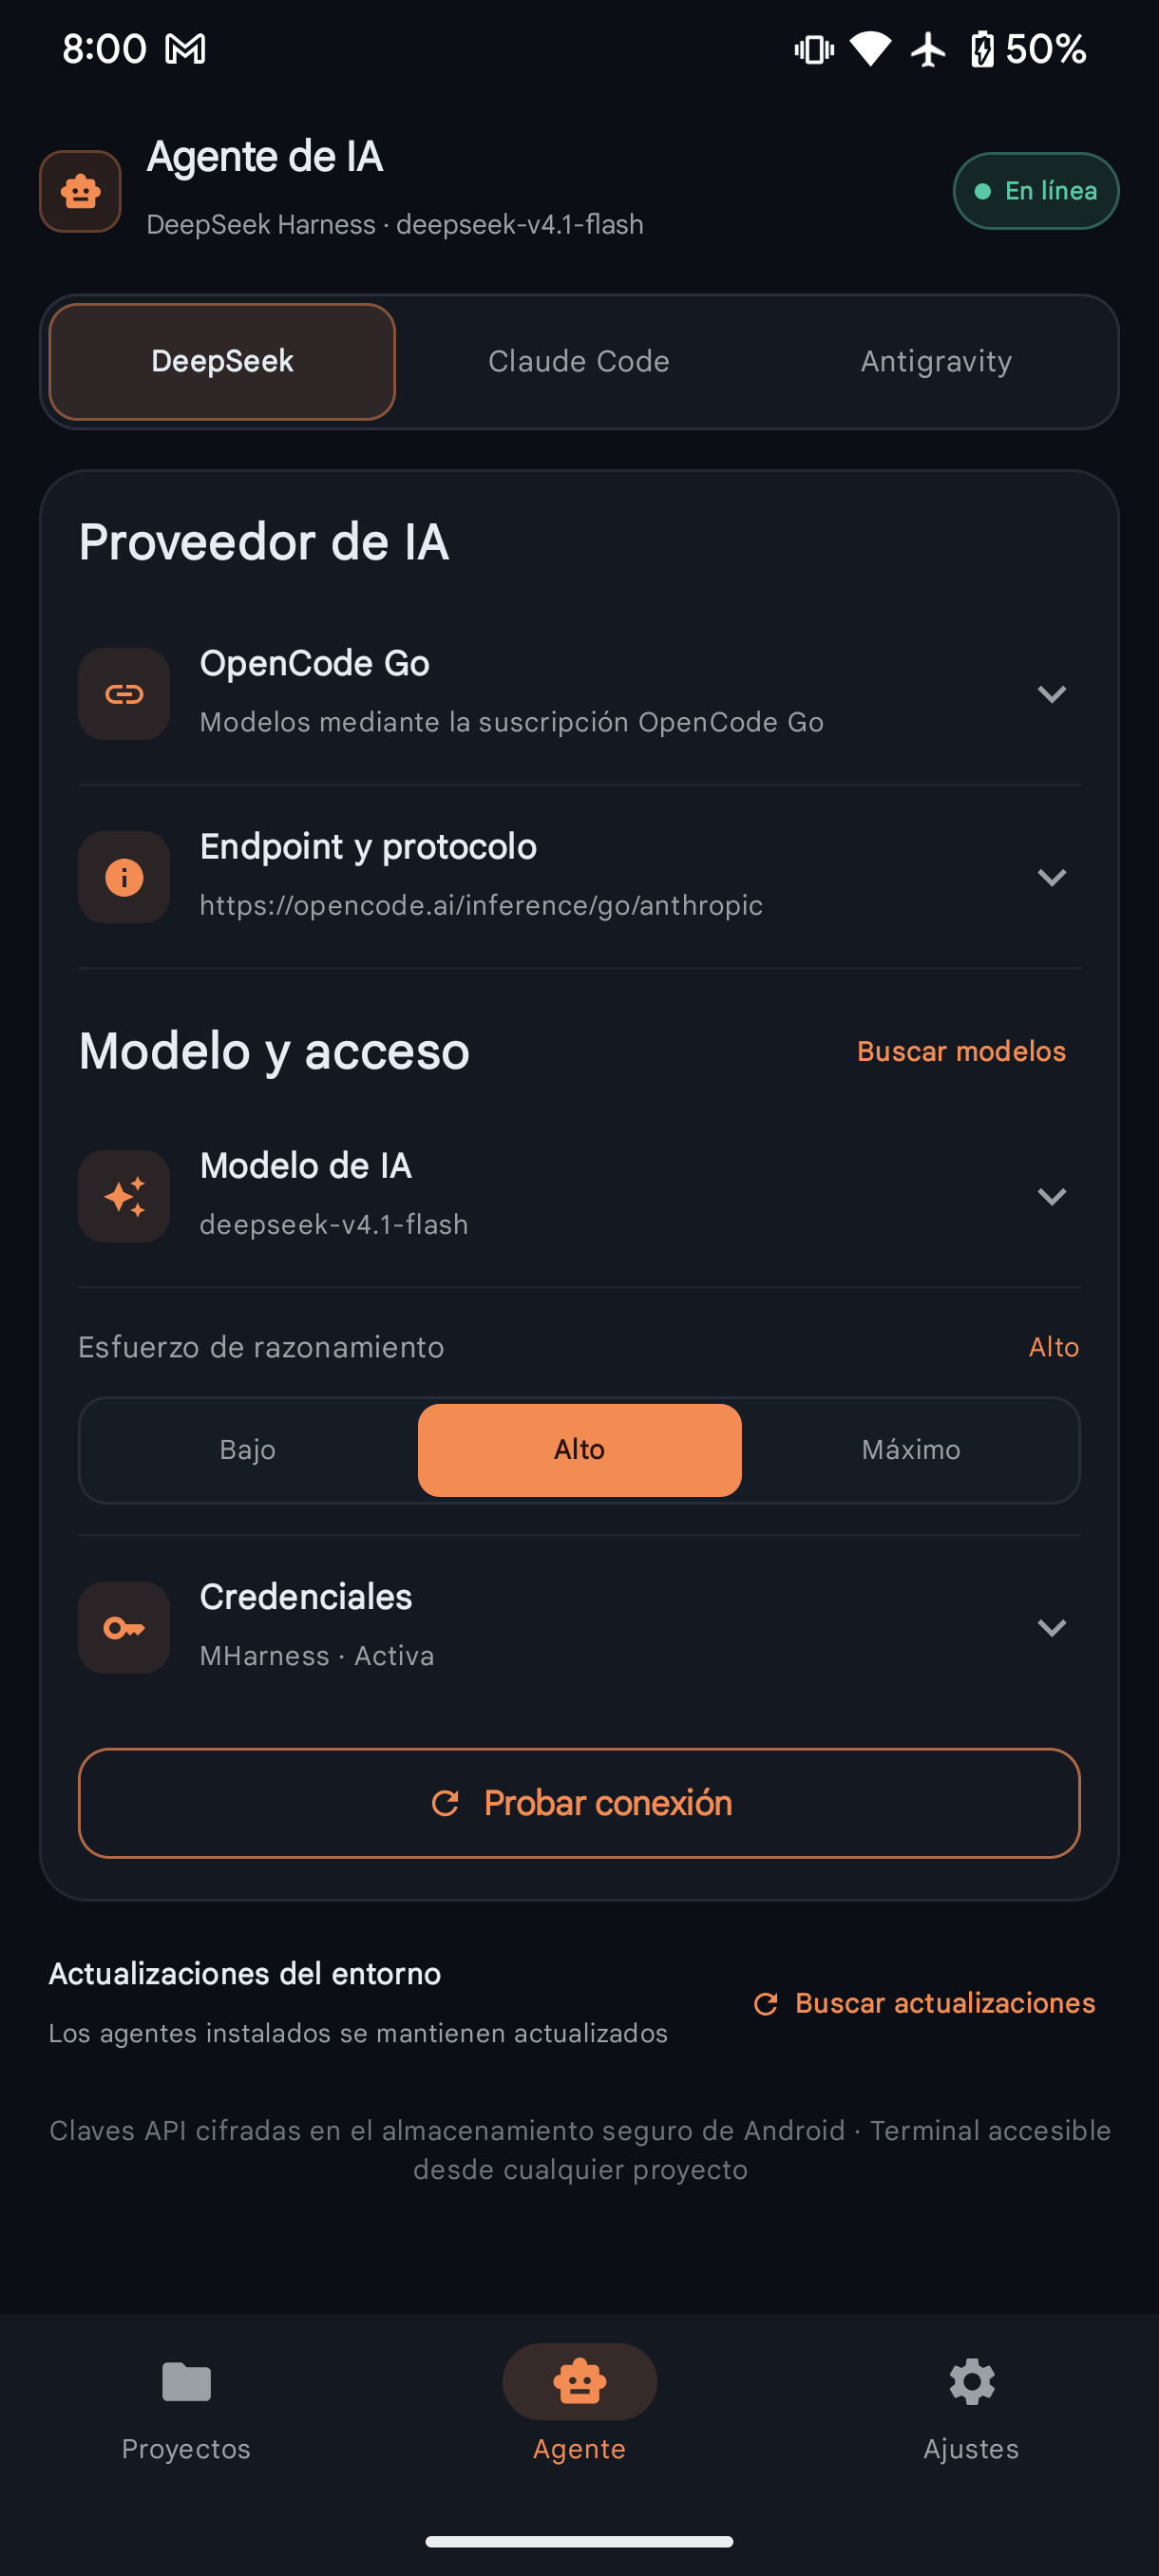 8:00
50%
Agente de IA
DeepSeek Harness · deepseek-v4.1-flash
En línea
DeepSeek
Claude Code
Antigravity
Proveedor de IA
OpenCode Go
Modelos mediante la suscripción OpenCode Go
Endpoint y protocolo
https://opencode.ai/inference/go/anthropic
Modelo y acceso
Buscar modelos
Modelo de IA
deepseek-v4.1-flash
Esfuerzo de razonamiento
Alto
Bajo
Alto
Máximo
Credenciales
MHarness · Activa
Probar conexión
Actualizaciones del entorno
Los agentes instalados se mantienen actualizados
Buscar actualizaciones
Claves API cifradas en el almacenamiento seguro de Android · Terminal accesible
desde cualquier proyecto
Proyectos
Agente
Ajustes